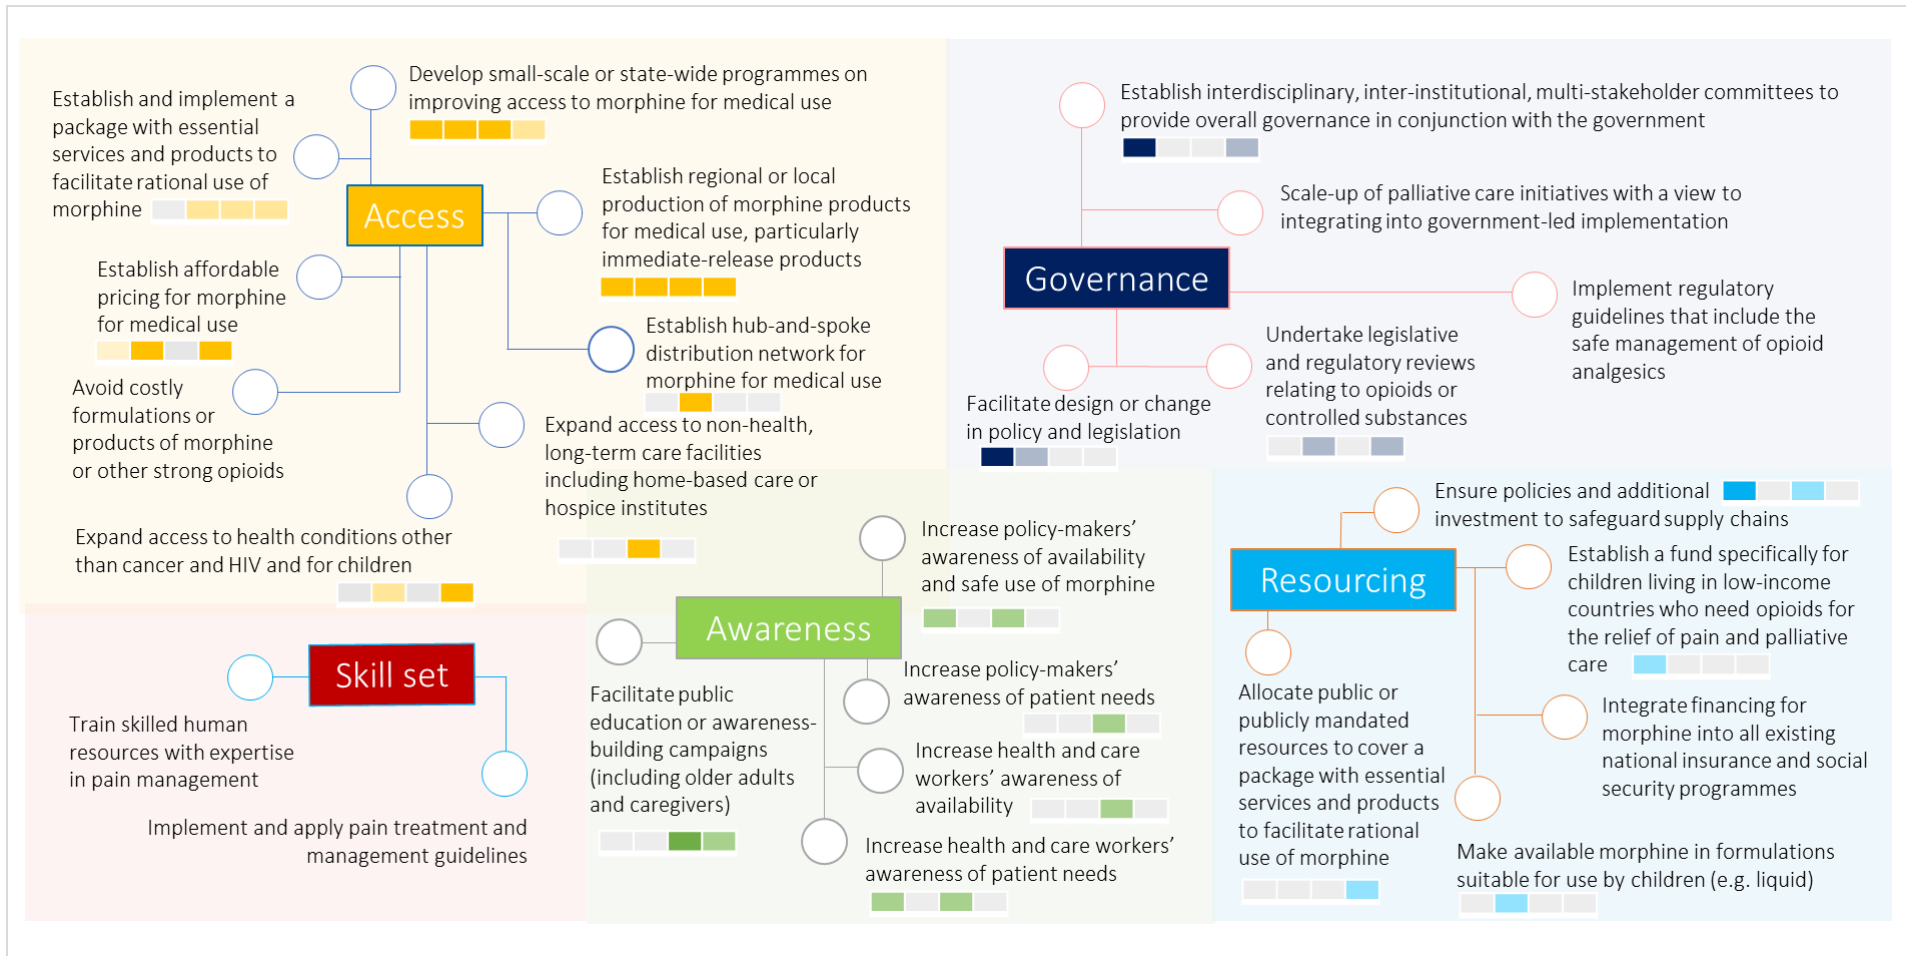 Develop small-scale or state-wide programmes on
improving access to morphine for medical use
Establish and implement a
package with essential
services and products to
facilitate rational use of
morphine
Access
Establish regional or local
production of morphine products
for medical use, particularly
immediate-release products
Establish affordable
pricing for morphine
for medical use
Establish hub-and-spoke
distribution network for
morphine for medical use
Avoid costly
formulations or
products of morphine
or other strong opioids
Expand access to non-health,
long-term care facilities
including home-based care or
hospice institutes
Expand access to health conditions other
than cancer and HIV and for children
Establish interdisciplinary, inter-institutional, multi-stakeholder committees to
provide overall governance in conjunction with the government
Scale-up of palliative care initiatives with a view to
integrating into government-led implementation
Governance
Implement regulatory
guidelines that include the
safe management of opioid
analgesics
Undertake legislative
and regulatory reviews
relating to opioids or
controlled substances
Facilitate design or change
in policy and legislation
Skill set
Train skilled human
resources with expertise
in pain management
Implement and apply pain treatment and
management guidelines
Increase policy-makers’
awareness of availability
and safe use of morphine
Awareness
Increase policy-makers’
awareness of patient needs
Facilitate public
education or awareness-
building campaigns
(including older adults
and caregivers)
Increase health and care
workers’ awareness of
availability
Increase health and care workers’
awareness of patient needs
Ensure policies and additional
investment to safeguard supply chains
Resourcing
Establish a fund specifically for
children living in low-income
countries who need opioids for
the relief of pain and palliative
care
Allocate public or
publicly mandated
resources to cover a
package with essential
services and products
to facilitate rational
use of morphine
Integrate financing for
morphine into all existing
national insurance and social
security programmes
Make available morphine in formulations
suitable for use by children (e.g. liquid)